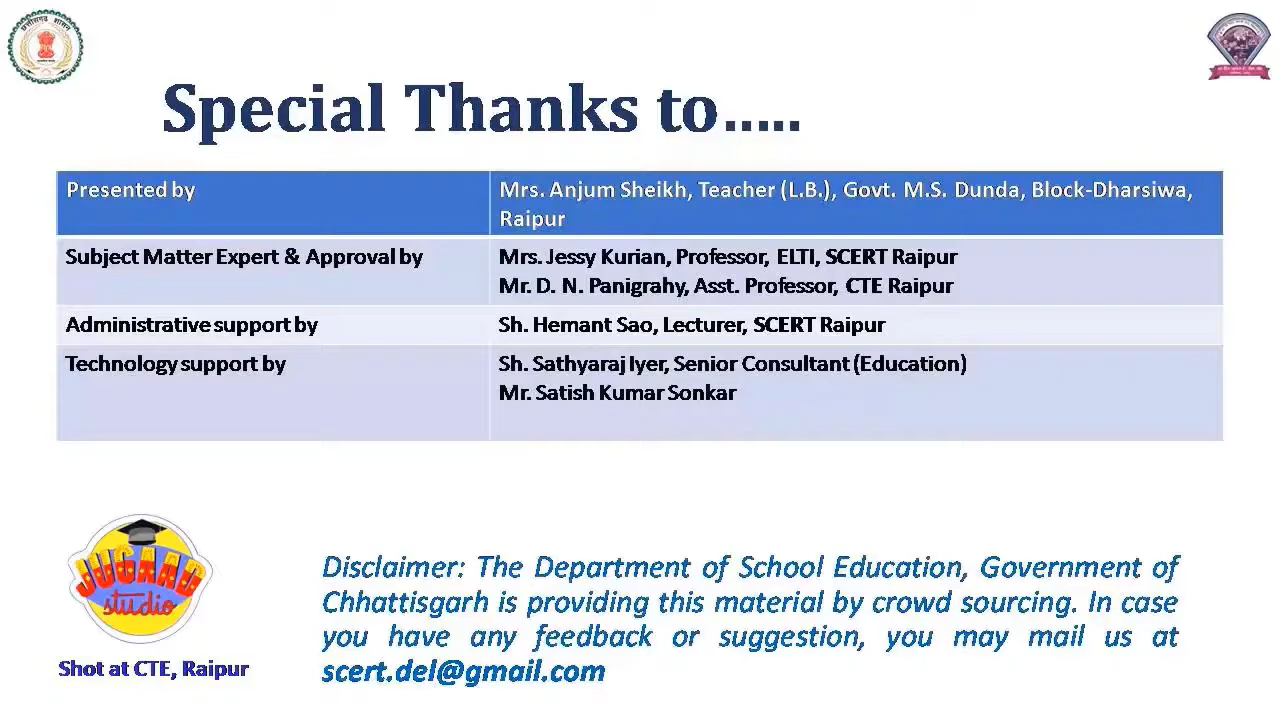 छत्तीसगढ़ शासन
Special Thanks to.....
Presented by
Mrs. Anjum Sheikh, Teacher (L.B.), Govt. M.S. Dunda, Block-Dharsiwa,
Raipur
Subject Matter Expert & Approval by
Mrs. Jessy Kurian, Professor, ELTI, SCERT Raipur
Mr. D. N. Panigrahy, Asst. Professor, CTE Raipur
Administrative support by
Sh. Hemant Sao, Lecturer, SCERT Raipur
Technology support by
Sh. Sathyaraj Iyer, Senior Consultant (Education)
Mr. Satish Kumar Sonkar
JUGAAD
studio
Shot at CTE, Raipur
Disclaimer: The Department of School Education, Government of
Chhattisgarh is providing this material by crowd sourcing. In case
you have any feedback or suggestion, you may mail us at
scert.del@gmail.com